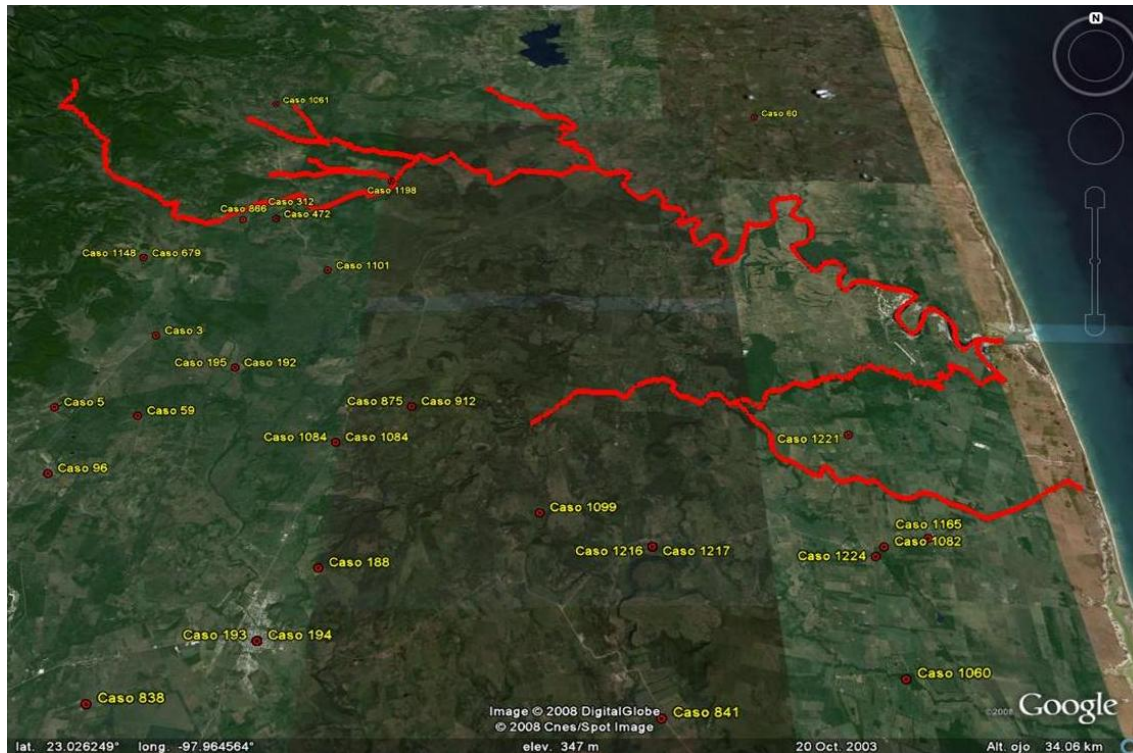 N
Caso 1061
Caso 60
Caso 1198
Caso 312
Caso 866
Caso 472
Caso 1148 Caso 679
Caso 1101
Caso 3
Caso 195 Caso 192
Caso 5
Caso 59
Caso 875 Caso 912
Caso 1084 Caso 1084
Caso 1221
Caso 96
Caso 1099
Caso 1165
Caso 1082
Caso 1216 Caso 1217
Caso 1224
Caso 188
Caso 193 Caso 194
Caso 1060
Caso 838
Caso 841
Image © 2008 DigitalGlobe
© 2008 Cnes/Spot Image
©2008 Google
lat. 23.026249° long. -97.964564° elev. 347 m 20 Oct. 2003 Alt. ojo 34.06 km